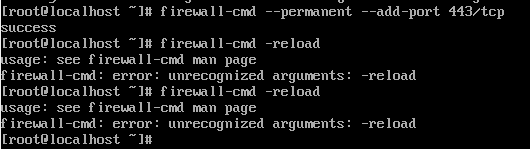 [root@localhost ~]# firewall-cmd --permanent --add-port 443/tcp
success
[root@localhost ~]# firewall-cmd -reload
usage: see firewall-cmd man page
firewall-cmd: error: unrecognized arguments: -reload
[root@localhost ~]# firewall-cmd -reload
usage: see firewall-cmd man page
firewall-cmd: error: unrecognized arguments: -reload
[root@localhost ~]#